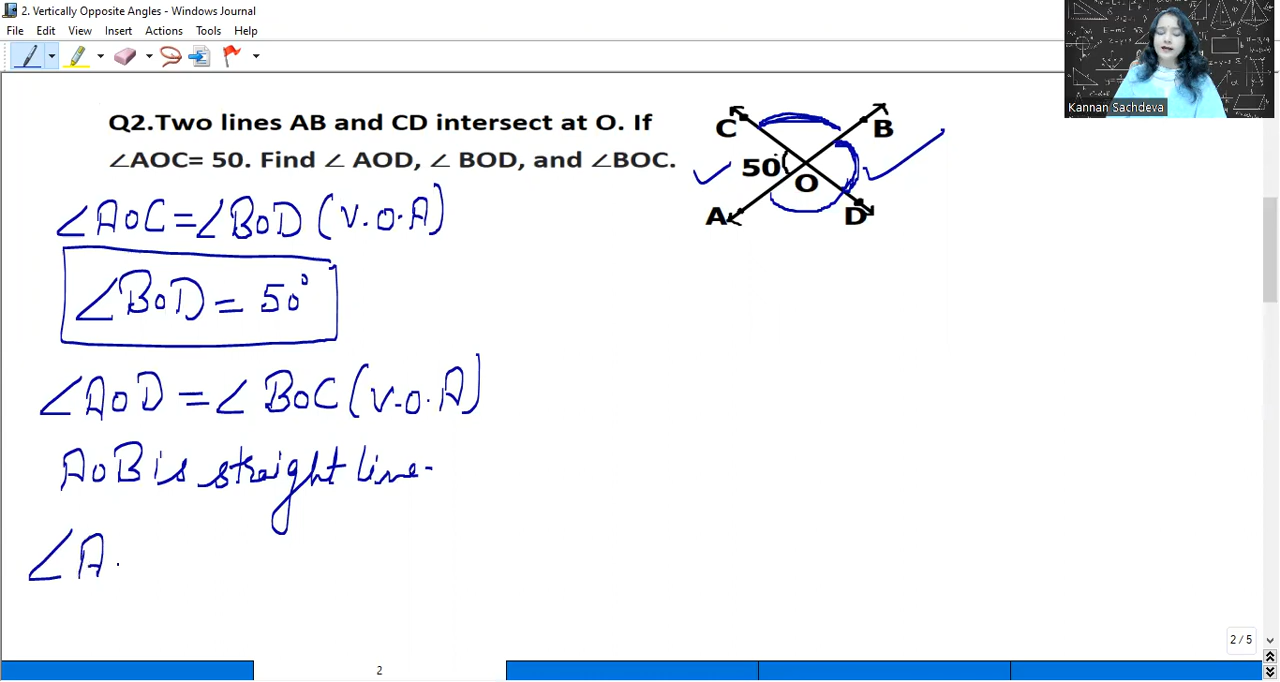 2. Vertically Opposite Angles - Windows Journal
File Edit View Insert Actions Tools Help
Kannan Sachdeva
Q2.Two lines AB and CD intersect at O. If
∠AOC= 50. Find ∠ AOD, ∠ BOD, and ∠BOC.
C
B
50°
O
A
D
∠AOC = ∠BOD (V.O.A)
∠BOD = 50°
∠AOD = ∠BOC (V.O.A)
AOB is straight line-
∠A
2 / 5
2